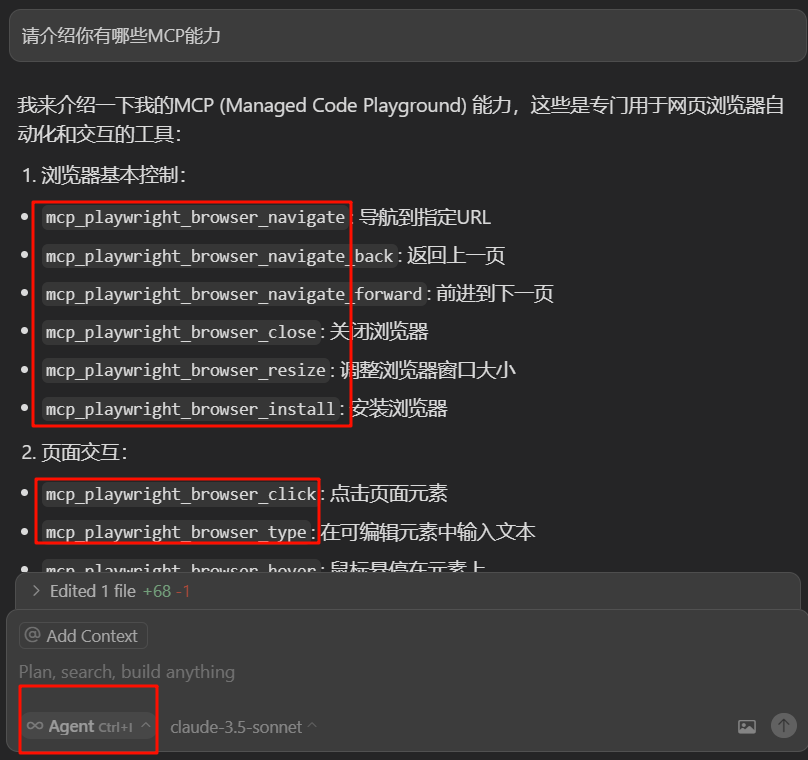 请介绍你有哪些MCP能力
我来介绍一下我的MCP (Managed Code Playground) 能力，这些是专门用于网页浏览器自
动化和交互的工具：
1. 浏览器基本控制：
• mcp_playwright_browser_navigate: 导航到指定URL
• mcp_playwright_browser_navigate_back: 返回上一页
• mcp_playwright_browser_navigate_forward: 前进到下一页
• mcp_playwright_browser_close: 关闭浏览器
• mcp_playwright_browser_resize: 调整浏览器窗口大小
• mcp_playwright_browser_install: 安装浏览器
2. 页面交互：
• mcp_playwright_browser_click: 点击页面元素
• mcp_playwright_browser_type: 在可编辑元素中输入文本
• mcp_playwright_browser_hover: 鼠标悬停在元素上
Edited 1 file +68 -1
@ Add Context
Plan, search, build anything
∞ Agent Ctrl+I claude-3.5-sonnet